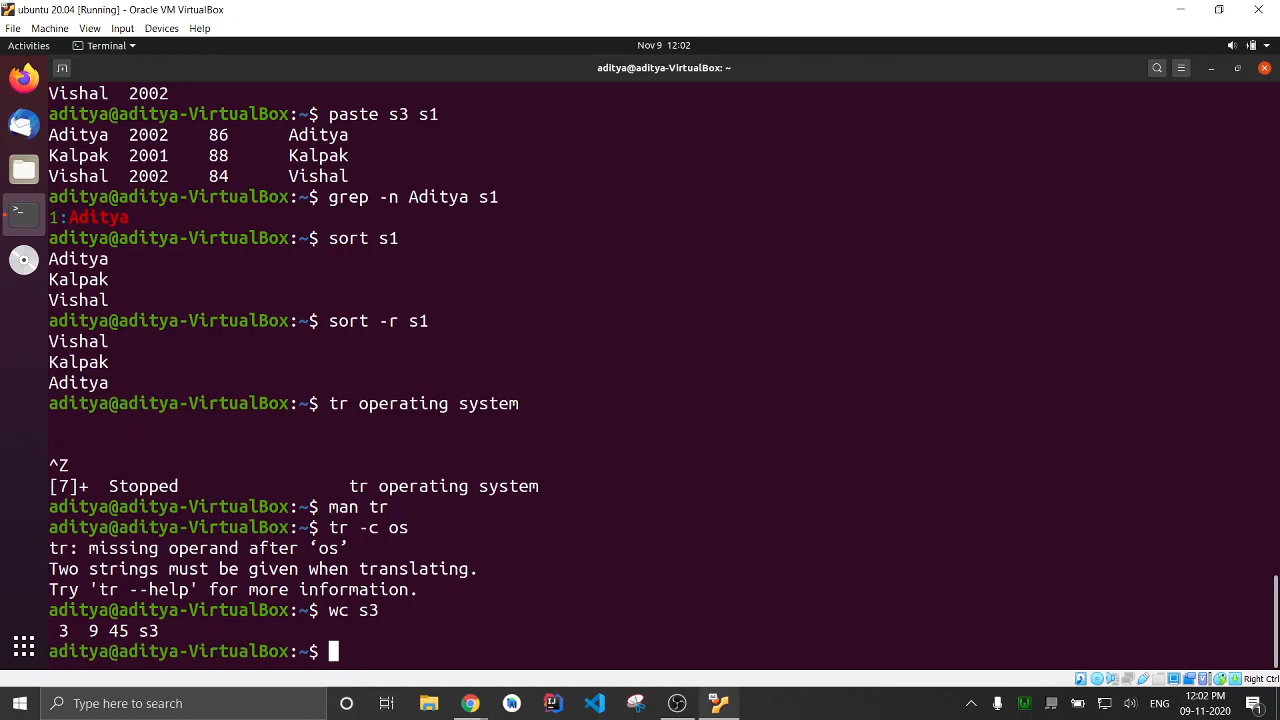 ubuntu 20.04 [Running] - Oracle VM VirtualBox
File Machine View Input Devices Help
Activities Terminal Nov 9 12:02
aditya@aditya-VirtualBox: ~
Vishal 2002
aditya@aditya-VirtualBox:~$ paste s3 s1
Aditya 2002 86 Aditya
Kalpak 2001 88 Kalpak
Vishal 2002 84 Vishal
aditya@aditya-VirtualBox:~$ grep -n Aditya s1
1:Aditya
aditya@aditya-VirtualBox:~$ sort s1
Aditya
Kalpak
Vishal
aditya@aditya-VirtualBox:~$ sort -r s1
Vishal
Kalpak
Aditya
aditya@aditya-VirtualBox:~$ tr operating system
^Z
[7]+ Stopped tr operating system
aditya@aditya-VirtualBox:~$ man tr
aditya@aditya-VirtualBox:~$ tr -c os
tr: missing operand after ‘os’
Two strings must be given when translating.
Try 'tr --help' for more information.
aditya@aditya-VirtualBox:~$ wc s3
3 9 45 s3
aditya@aditya-VirtualBox:~$
Right Ctrl
Type here to search
ENG
12:02 PM
09-11-2020